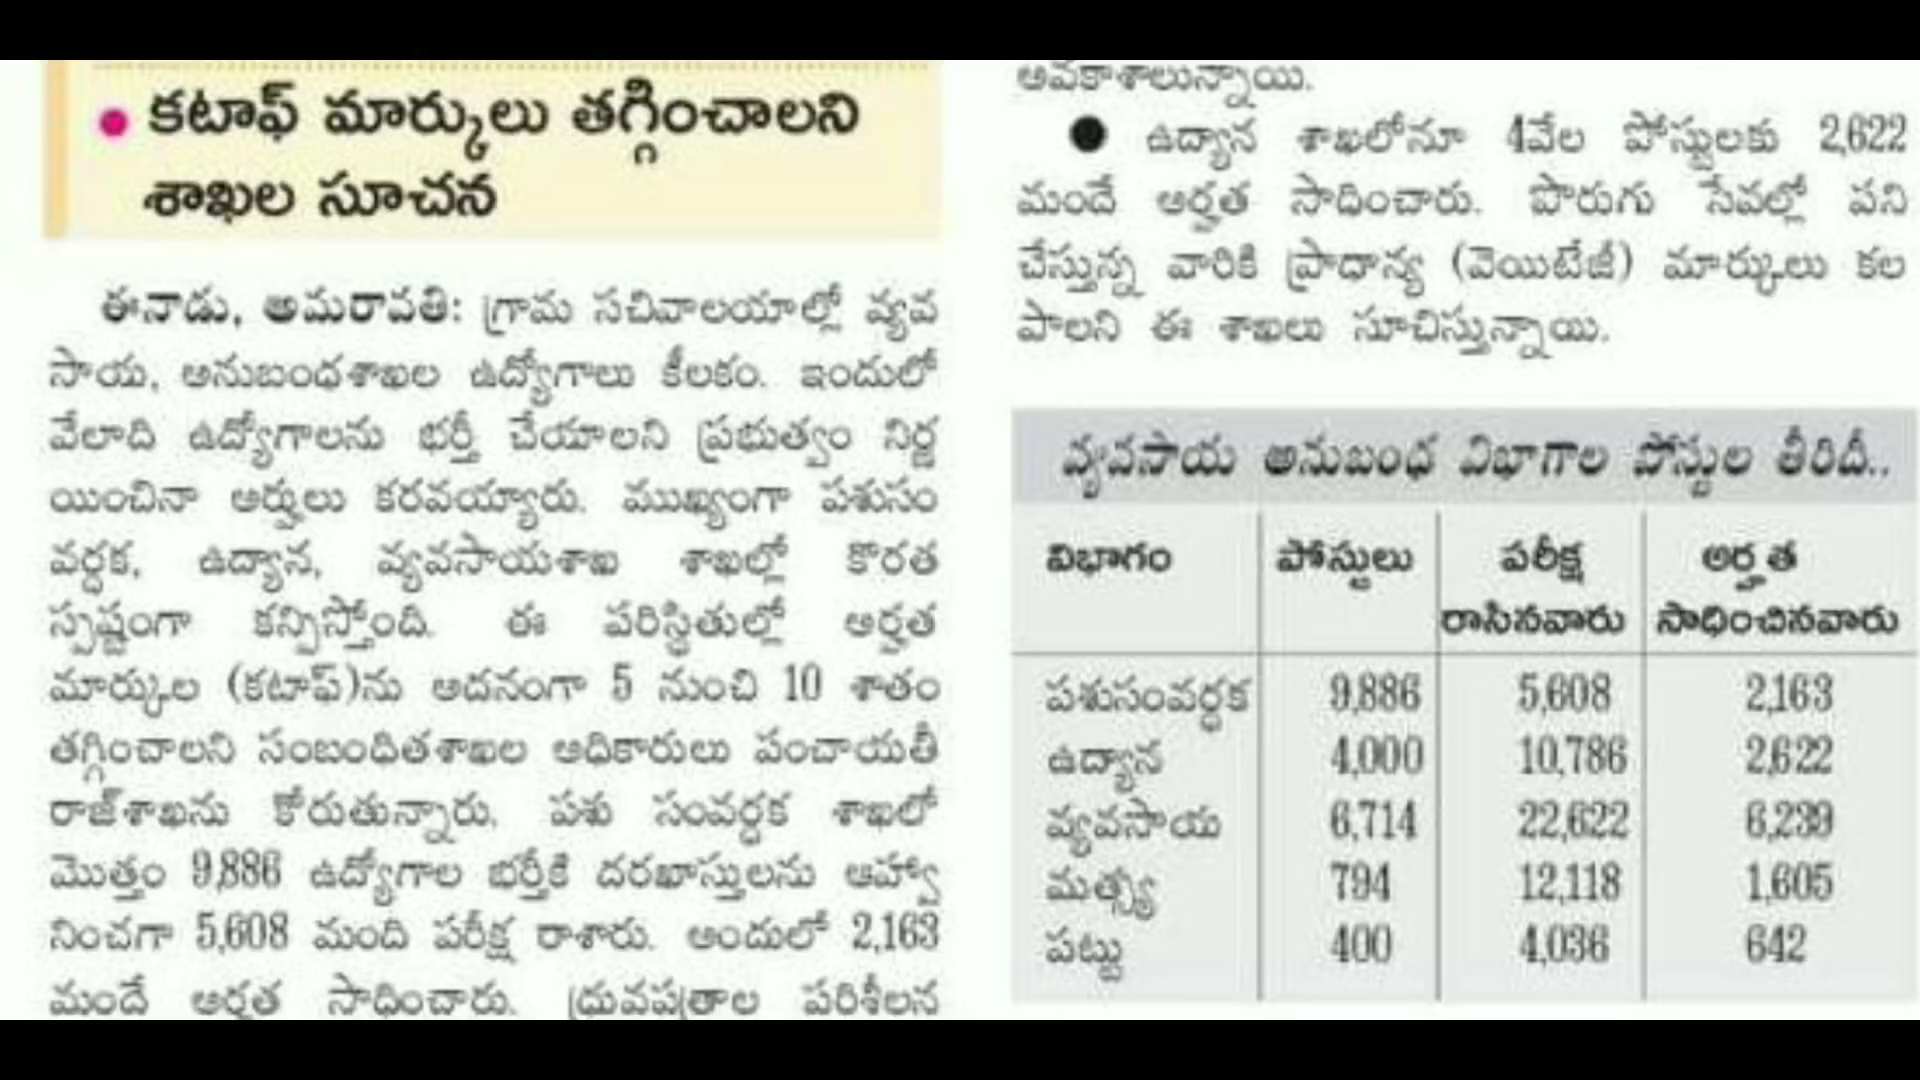 • కటాఫ్ మార్కులు తగ్గించాలని
శాఖల సూచన
ఈనాడు, అమరావతి: గ్రామ సచివాలయాల్లో వ్యవ
సాయ, అనుబంధశాఖల ఉద్యోగాలు కీలకం. ఇందులో
వేలాది ఉద్యోగాలను భర్తీ చేయాలని ప్రభుత్వం నిర్ణ
యించినా అర్హులు కరవయ్యారు. ముఖ్యంగా పశుసం
వర్ధక, ఉద్యాన, వ్యవసాయశాఖ శాఖల్లో కొరత
స్పష్టంగా కన్పిస్తోంది. ఈ పరిస్థితుల్లో అర్హత
మార్కుల (కటాఫ్)ను అదనంగా 5 నుంచి 10 శాతం
తగ్గించాలని సంబంధితశాఖల అధికారులు పంచాయతీ
రాజ్‌శాఖను కోరుతున్నారు. పశు సంవర్ధక శాఖలో
మొత్తం 9,886 ఉద్యోగాల భర్తీకి దరఖాస్తులను ఆహ్వా
నించగా 5,608 మంది పరీక్ష రాశారు. అందులో 2,163
మందే అర్హత సాధించారు. ధ్రువపత్రాల పరిశీలన
అవకాశాలున్నాయి.
● ఉద్యాన శాఖలోనూ 4వేల పోస్టులకు 2,622
మందే అర్హత సాధించారు. పొరుగు సేవల్లో పని
చేస్తున్న వారికి ప్రాదాన్య (వెయిటేజీ) మార్కులు కల
పాలని ఈ శాఖలు సూచిస్తున్నాయి.
వ్యవసాయ అనుబంధ విభాగాల పోస్టుల తీరిదీ..
విభాగం పోస్టులు పరీక్ష అర్హత
రాసినవారు సాధించినవారు
పశుసంవర్ధక 9,886 5,608 2,163
ఉద్యాన 4,000 10,786 2,622
వ్యవసాయ 6,714 22,622 6,239
మత్స్య 794 12,118 1,605
పట్టు 400 4,036 642